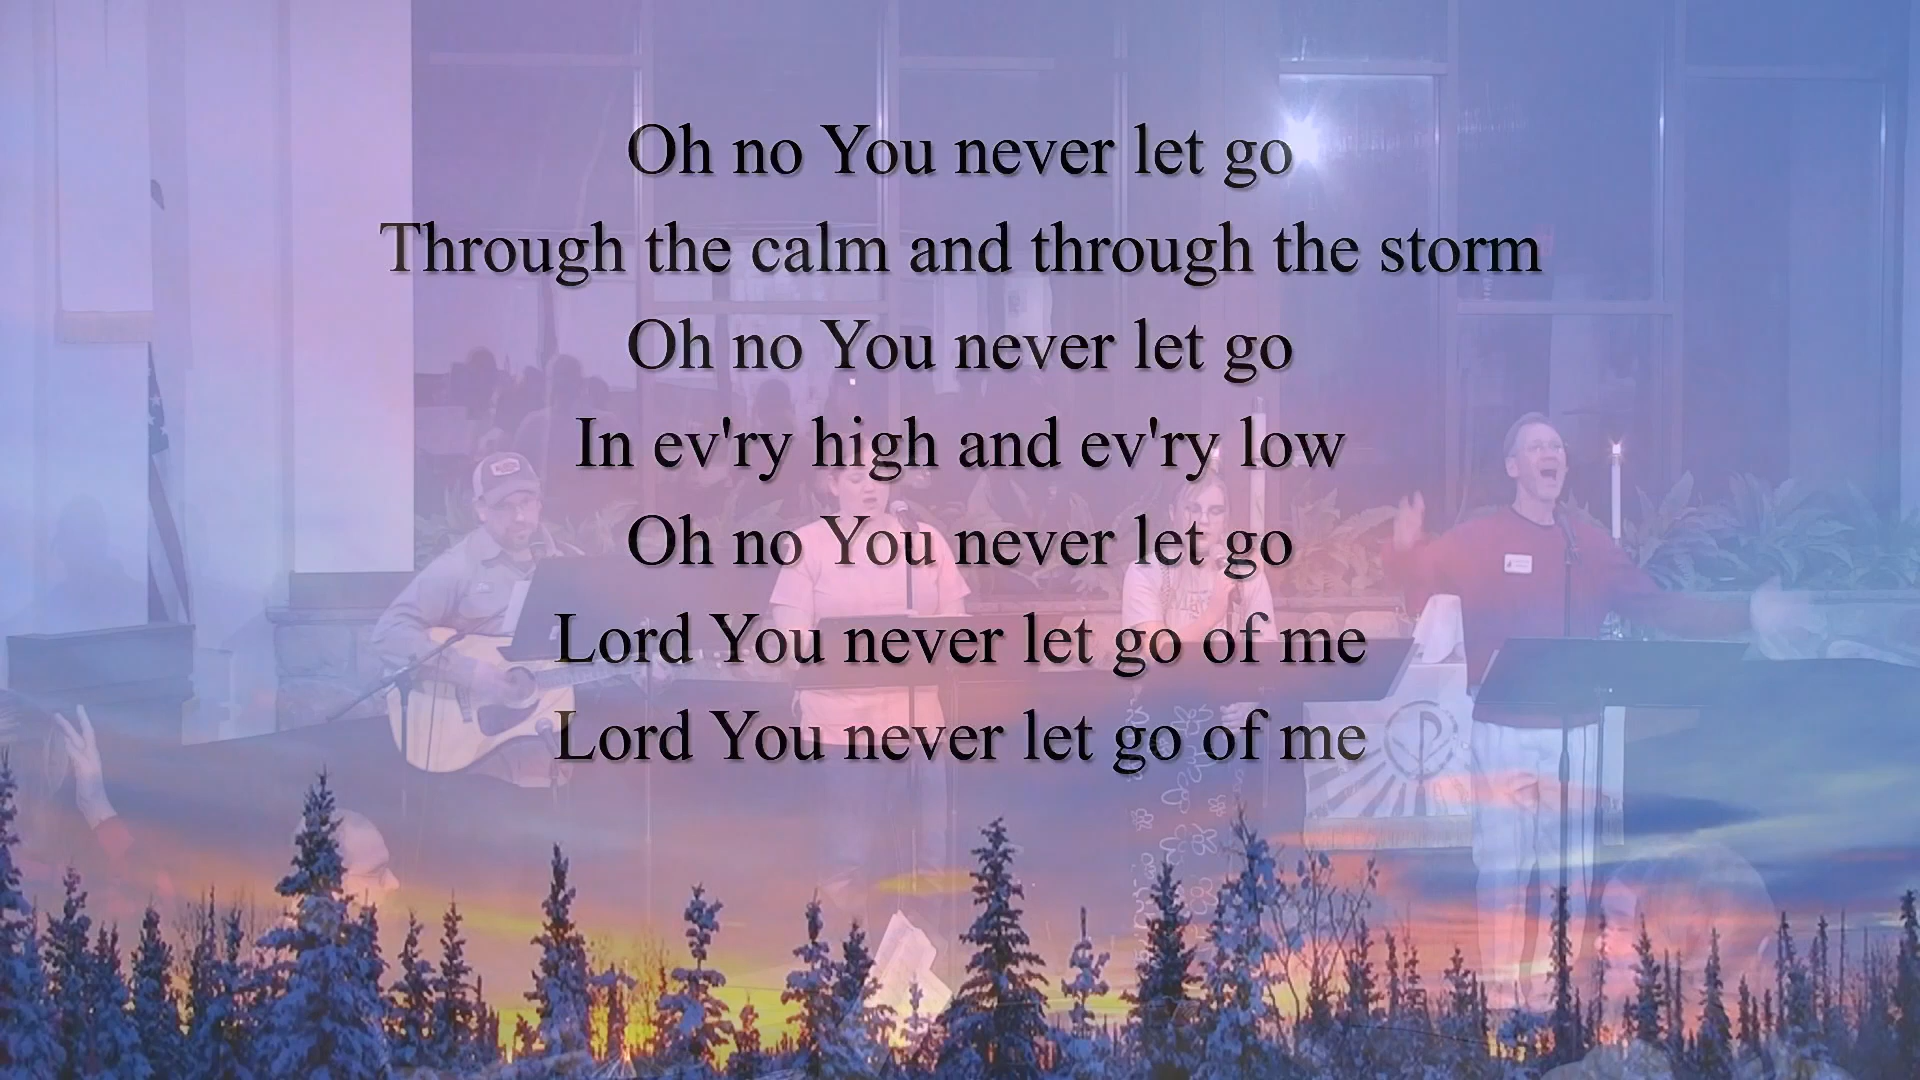 Oh no You never let go
Through the calm and through the storm
Oh no You never let go
In ev'ry high and ev'ry low
Oh no You never let go
Lord You never let go of me
Lord You never let go of me